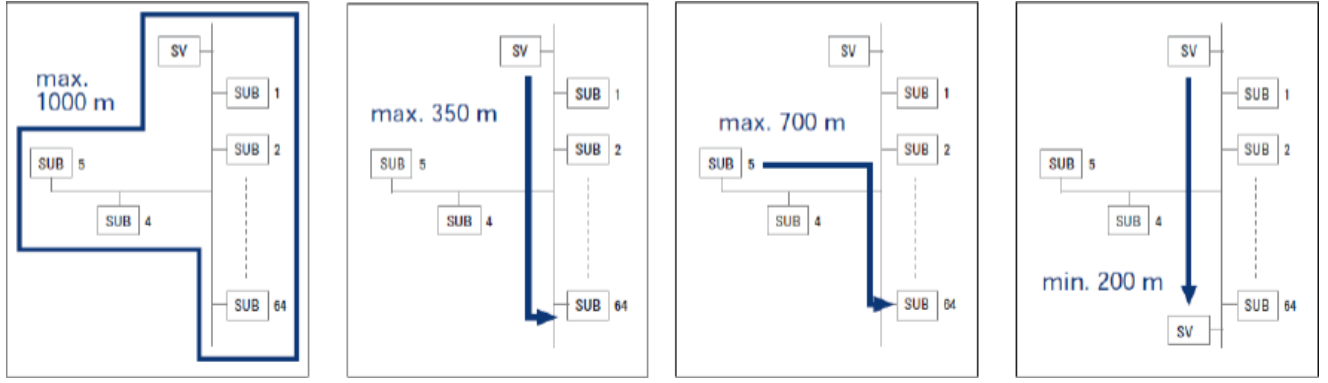 SV
max.
1000 m
SUB 1
SUB 2
SUB 5
SUB 4
SUB 64
SV
max. 350 m
SUB 1
SUB 2
SUB 5
SUB 4
SUB 64
SV
max. 700 m
SUB 1
SUB 2
SUB 5
SUB 4
SUB 64
SV
SUB 1
SUB 2
SUB 5
SUB 4
min. 200 m
SUB 64
SV